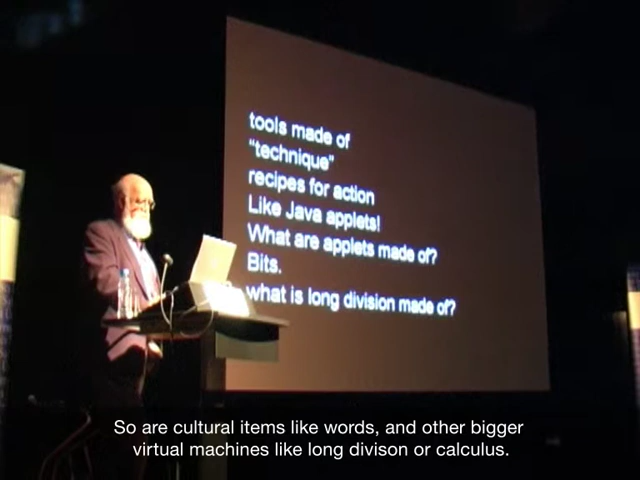 tools made of
"technique"
recipes for action
Like Java applets!
What are applets made of?
Bits.
what is long division made of?
So are cultural items like words, and other bigger
virtual machines like long divison or calculus.